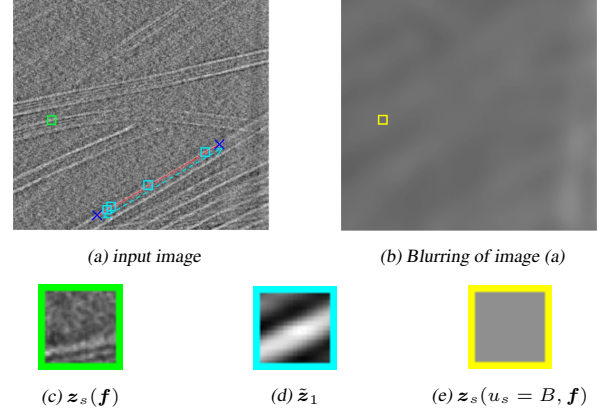 (a) input image
(b) Blurring of image (a)
(c) z_s(f)
(d) z̃_1
(e) z_s(u_s = B, f)